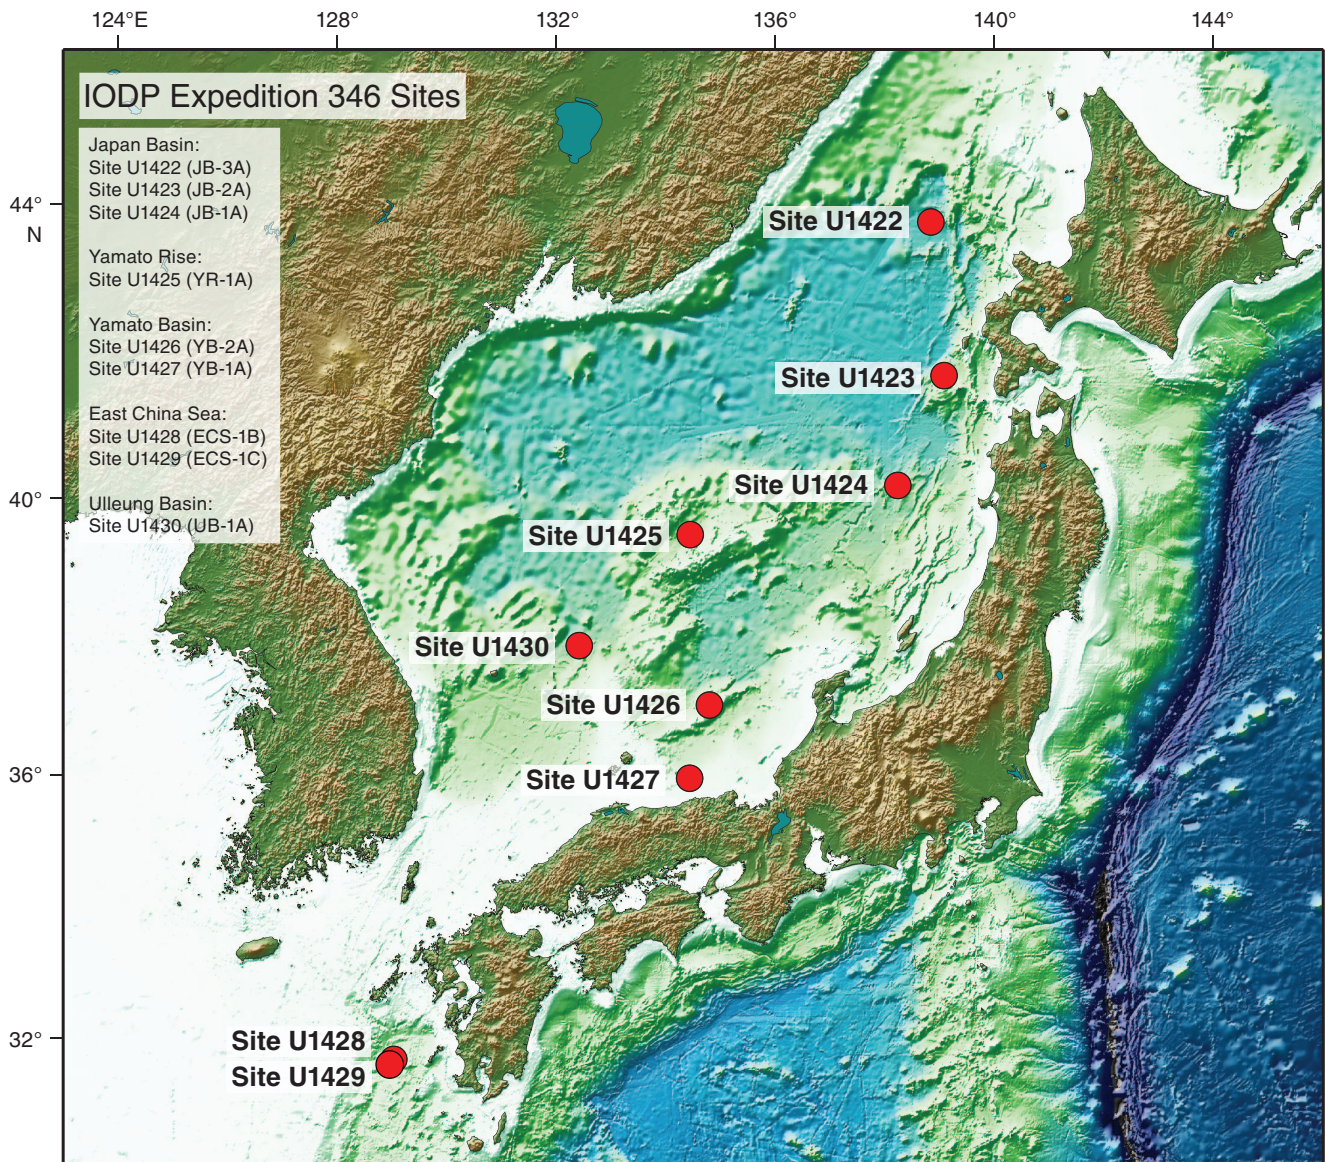 124°E 128° 132° 136° 140° 144°
IODP Expedition 346 Sites
Japan Basin:
Site U1422 (JB-3A)
Site U1423 (JB-2A)
Site U1424 (JB-1A)
Yamato Rise:
Site U1425 (YR-1A)
Yamato Basin:
Site U1426 (YB-2A)
Site U1427 (YB-1A)
East China Sea:
Site U1428 (ECS-1B)
Site U1429 (ECS-1C)
Ulleung Basin:
Site U1430 (UB-1A)
44°
N
40°
36°
32°
Site U1422
Site U1423
Site U1424
Site U1425
Site U1430
Site U1426
Site U1427
Site U1428
Site U1429